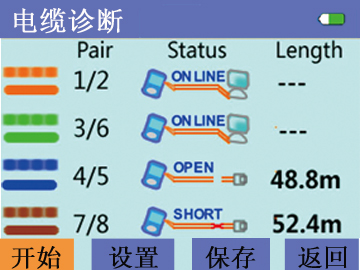 电缆诊断
Pair Status Length
1/2 ON LINE ---
3/6 ON LINE ---
4/5 OPEN 48.8m
7/8 SHORT 52.4m
开始 设置 保存 返回